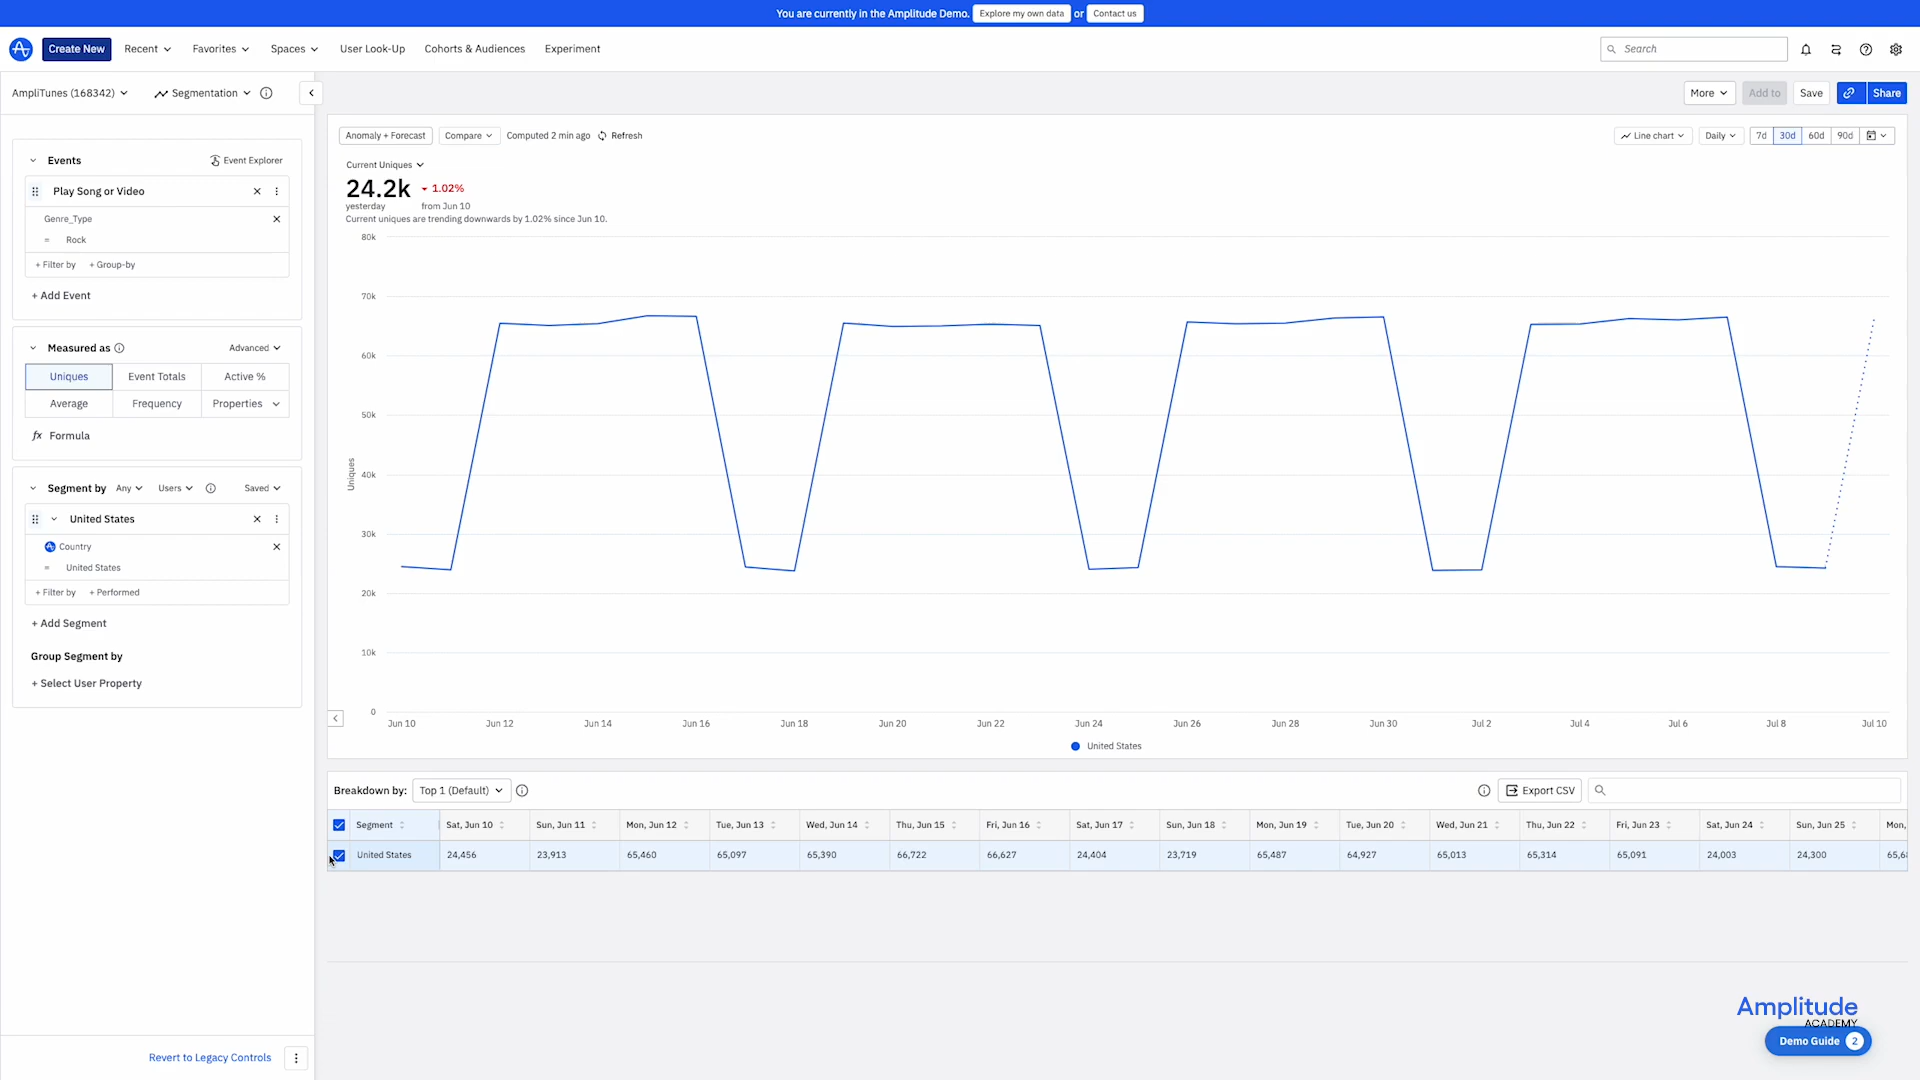 You are currently in the Amplitude Demo. Explore my own data or Contact us
Create New Recent Favorites Spaces User Look-Up Cohorts & Audiences Experiment Search
AmpliTunes (168342) Segmentation More Add to Save Share
Events Event Explorer
Play Song or Video
Genre_Type
= Rock
+ Filter by + Group-by
+ Add Event
Measured as Advanced
Uniques Event Totals Active %
Average Frequency Properties
fx Formula
Segment by Any Users Saved
United States
Country
= United States
+ Filter by + Performed
+ Add Segment
Group Segment by
+ Select User Property
Revert to Legacy Controls
Anomaly + Forecast Compare Computed 2 min ago Refresh Line chart Daily 7d 30d 60d 90d
Current Uniques
24.2k 1.02%
yesterday from Jun 10
Current uniques are trending downwards by 1.02% since Jun 10.
80k
70k
60k
50k
40k
30k
20k
10k
0
Uniques
Jun 10 Jun 12 Jun 14 Jun 16 Jun 18 Jun 20 Jun 22 Jun 24 Jun 26 Jun 28 Jun 30 Jul 2 Jul 4 Jul 6 Jul 8 Jul 10
United States
Breakdown by: Top 1 (Default) Export CSV
Segment Sat, Jun 10 Sun, Jun 11 Mon, Jun 12 Tue, Jun 13 Wed, Jun 14 Thu, Jun 15 Fri, Jun 16 Sat, Jun 17 Sun, Jun 18 Mon, Jun 19 Tue, Jun 20 Wed, Jun 21 Thu, Jun 22 Fri, Jun 23 Sat, Jun 24 Sun, Jun 25 Mon,
United States 24,456 23,913 65,460 65,097 65,390 66,722 66,627 24,404 23,719 65,487 64,927 65,013 65,314 65,091 24,003 24,300
Amplitude
ACADEMY
Demo Guide 2